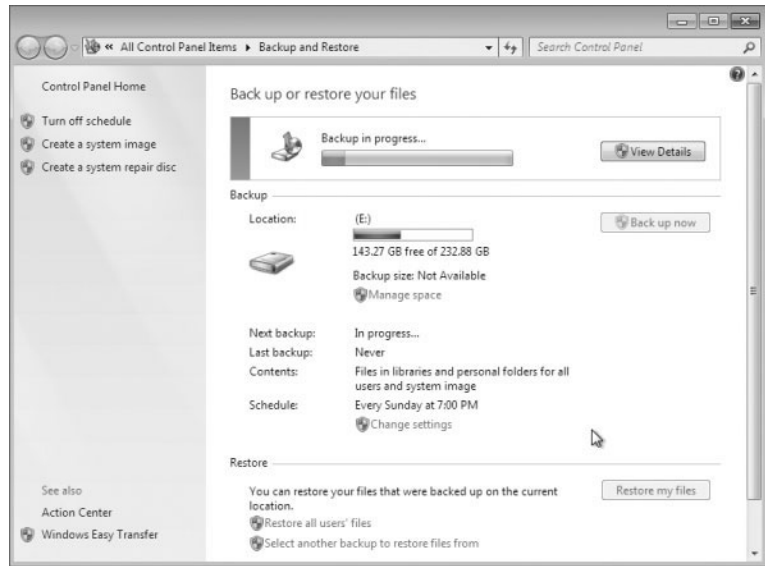 « All Control Panel Items ▸ Backup and Restore
Search Control Panel
Control Panel Home
Turn off schedule
Create a system image
Create a system repair disc
Back up or restore your files
Backup in progress...
View Details
Backup
Location:
(E:)
Back up now
143.27 GB free of 232.88 GB
Backup size: Not Available
Manage space
Next backup:
In progress...
Last backup:
Never
Contents:
Files in libraries and personal folders for all
users and system image
Schedule:
Every Sunday at 7:00 PM
Change settings
Restore
You can restore your files that were backed up on the current
location.
Restore my files
Restore all users' files
Select another backup to restore files from
See also
Action Center
Windows Easy Transfer